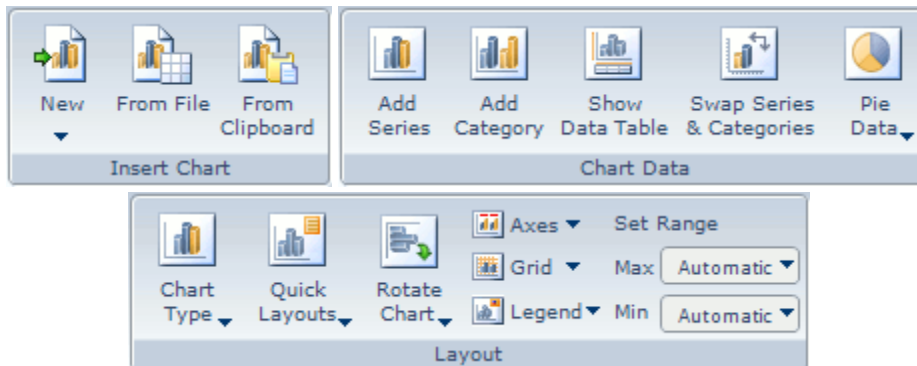 New
From File
From
Clipboard
Insert Chart
Add
Series
Add
Category
Show
Data Table
Swap Series
& Categories
Pie
Data
Chart Data
Chart
Type
Quick
Layouts
Rotate
Chart
Axes
Grid
Legend
Set Range
Max Automatic
Min Automatic
Layout